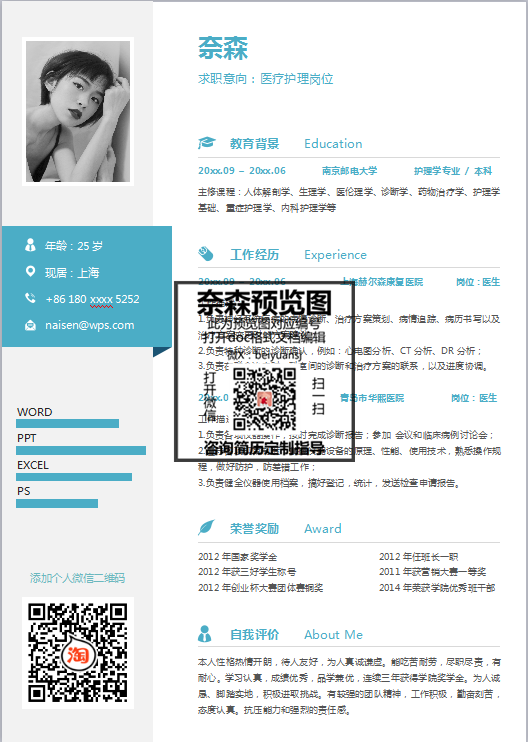 奈森
求职意向：医疗护理岗位
年龄：25 岁
现居：上海
+86 180 xxxx 5252
naisen@wps.com
WORD
PPT
EXCEL
PS
添加个人微信二维码
淘
教育背景 Education
20xx.09 – 20xx.06 南京邮电大学 护理学专业 / 本科
主修课程：人体解剖学、生理学、医伦理学、诊断学、药物治疗学、护理学
基础、重症护理学、内科护理学等
工作经历 Experience
20xx.09 – 20xx.06 上海赫尔森康复医院 岗位：医生
奈森预览图
此为预览图对应编号
打开doc格式文档编辑
微X：beiyuansj
打开微信
扫一扫
咨询简历定制指导
诊断、治疗方案策划、病情追踪、病历书写以及
2.负责特种诊断的诊断确认，例如：心电图分析、CT 分析、DR 分析；
3.负责 室间的诊断和治疗方案的联系，以及进度协调。
20xx.0 青岛市华熙医院 岗位：医生
工作描
1.负责各 按时完成诊断报告；参加 会议和临床病例讨论会；
设备的原理、性能、使用技术，熟悉操作规
程，做好防护，防差错工作；
3.负责健全仪器使用档案，搞好登记，统计，发送检查申请报告。
荣誉奖励 Award
2012 年国家奖学金 2012 年任班长一职
2012 年获三好学生称号 2011 年获营销大赛一等奖
2012 年创业杯大赛团体赛铜奖 2014 年荣获学院优秀班干部
自我评价 About Me
本人性格热情开朗，待人友好，为人真诚谦虚。能吃苦耐劳，尽职尽责，有
耐心。学习认真，成绩优秀，品学兼优，连续三年获得学院奖学金。为人诚
恳、脚踏实地，积极进取挑战。有较强的团队精神，工作积极，勤奋刻苦，
态度认真。抗压能力和强烈的责任感。